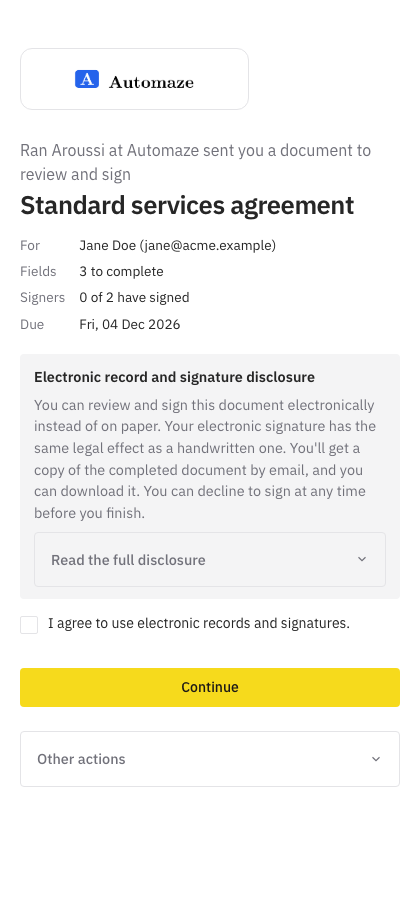 A Automaze
Ran Aroussi at Automaze sent you a document to
review and sign
Standard services agreement
For Jane Doe (jane@acme.example)
Fields 3 to complete
Signers 0 of 2 have signed
Due Fri, 04 Dec 2026
Electronic record and signature disclosure
You can review and sign this document electronically
instead of on paper. Your electronic signature has the
same legal effect as a handwritten one. You'll get a
copy of the completed document by email, and you
can download it. You can decline to sign at any time
before you finish.
Read the full disclosure
I agree to use electronic records and signatures.
Continue
Other actions